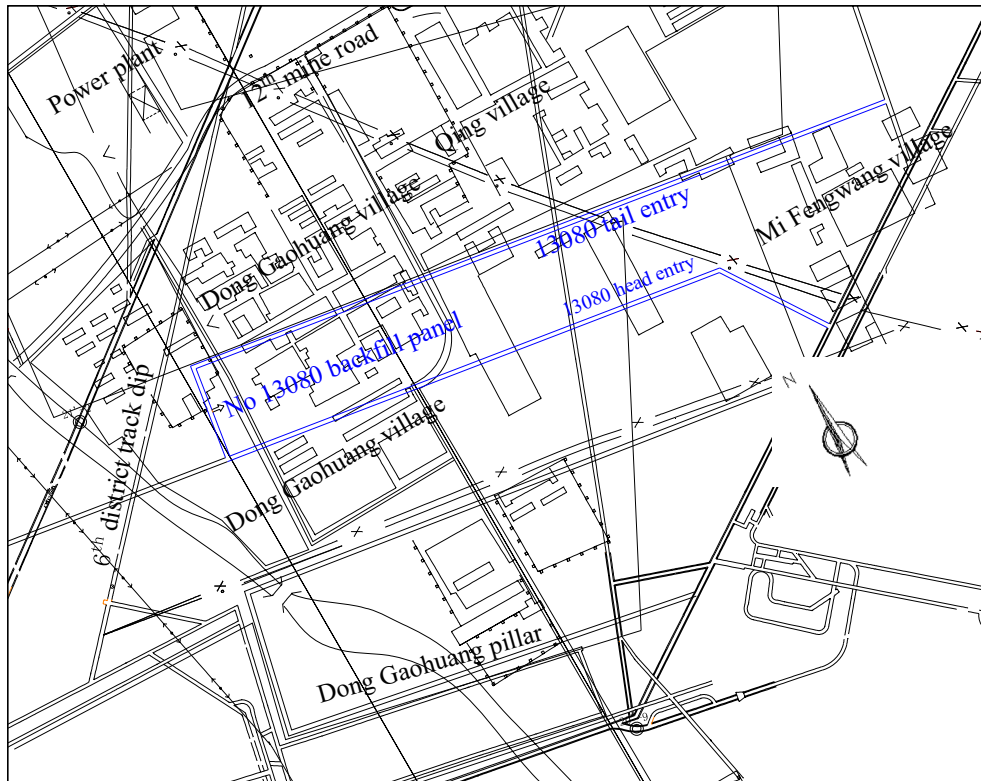 Power plant
12th mine road
Qing village
Mi Fengwang village
Dong Gaohuang village
13080 tail entry
13080 head entry
No 13080 backfill panel
N
6th district track dip
Dong Gaohuang village
Dong Gaohuang pillar